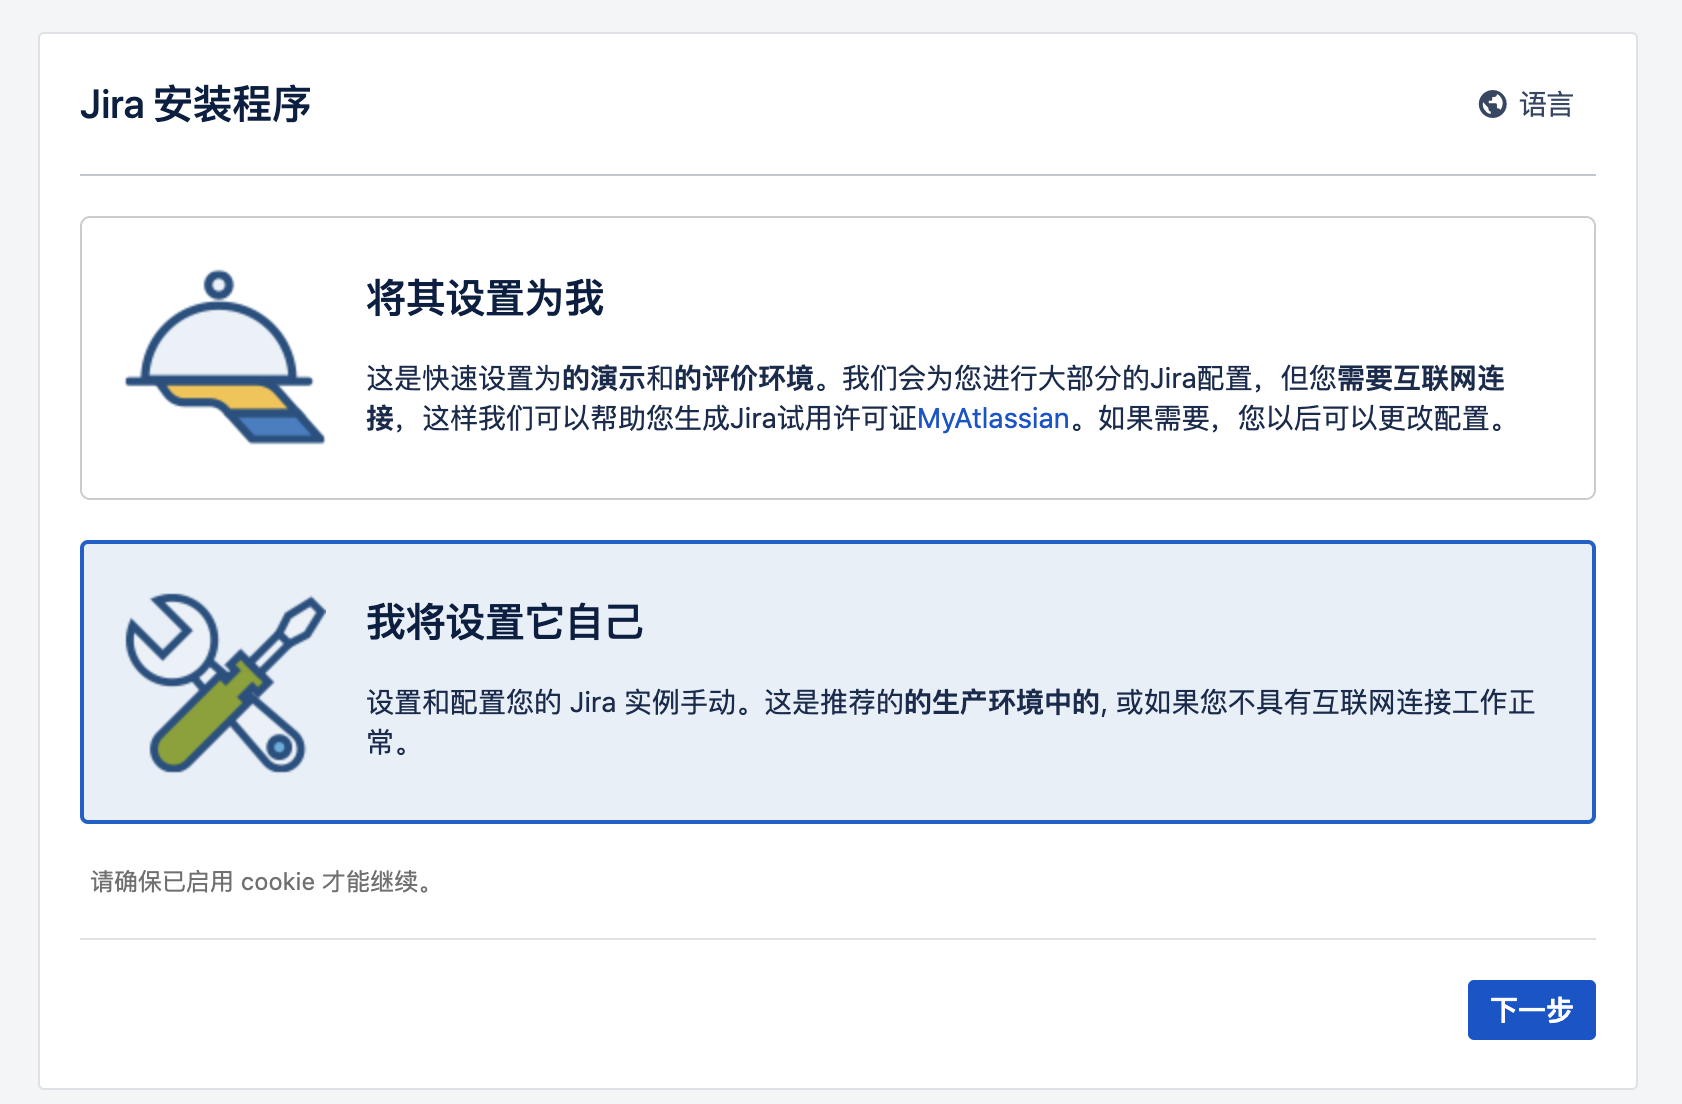 Jira 安装程序
语言
将其设置为我
这是快速设置为的演示和的评价环境。我们会为您进行大部分的Jira配置，但您需要互联网连
接，这样我们可以帮助您生成Jira试用许可证MyAtlassian。如果需要，您以后可以更改配置。
我将设置它自己
设置和配置您的 Jira 实例手动。这是推荐的的生产环境中的, 或如果您不具有互联网连接工作正
常。
请确保已启用 cookie 才能继续。
下一步